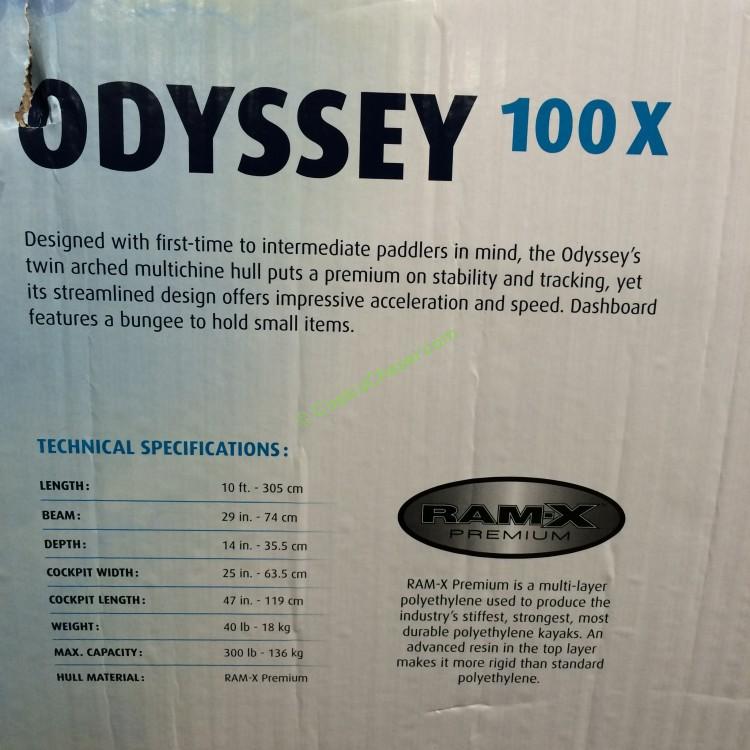 ODYSSEY 100 X
Designed with first-time to intermediate paddlers in mind, the Odyssey's
twin arched multichine hull puts a premium on stability and tracking, yet
its streamlined design offers impressive acceleration and speed. Dashboard
features a bungee to hold small items.
© CostcoChaser.com
TECHNICAL SPECIFICATIONS:
LENGTH: 10 ft. - 305 cm
BEAM: 29 in. - 74 cm
DEPTH: 14 in. - 35.5 cm
COCKPIT WIDTH: 25 in. - 63.5 cm
COCKPIT LENGTH: 47 in. - 119 cm
WEIGHT: 40 lb - 18 kg
MAX. CAPACITY: 300 lb - 136 kg
HULL MATERIAL: RAM-X Premium
RAM-X™
PREMIUM
RAM-X Premium is a multi-layer
polyethylene used to produce the
industry's stiffest, strongest, most
durable polyethylene kayaks. An
advanced resin in the top layer
makes it more rigid than standard
polyethylene.